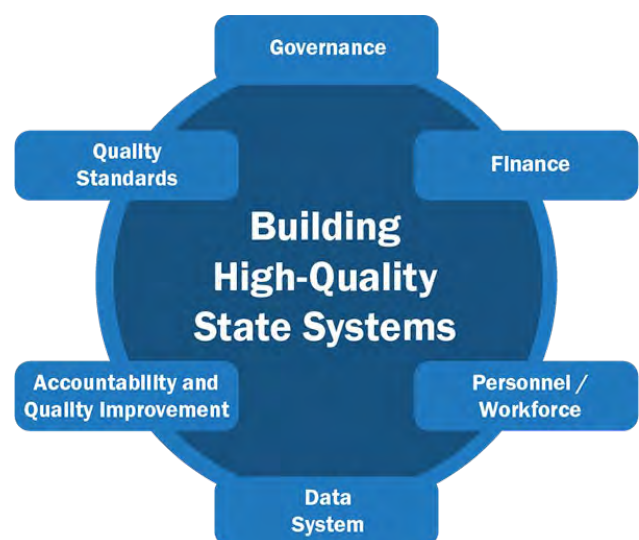 Governance
Quality
Standards
Finance
Building
High-Quality
State Systems
Accountability and
Quality Improvement
Personnel /
Workforce
Data
System